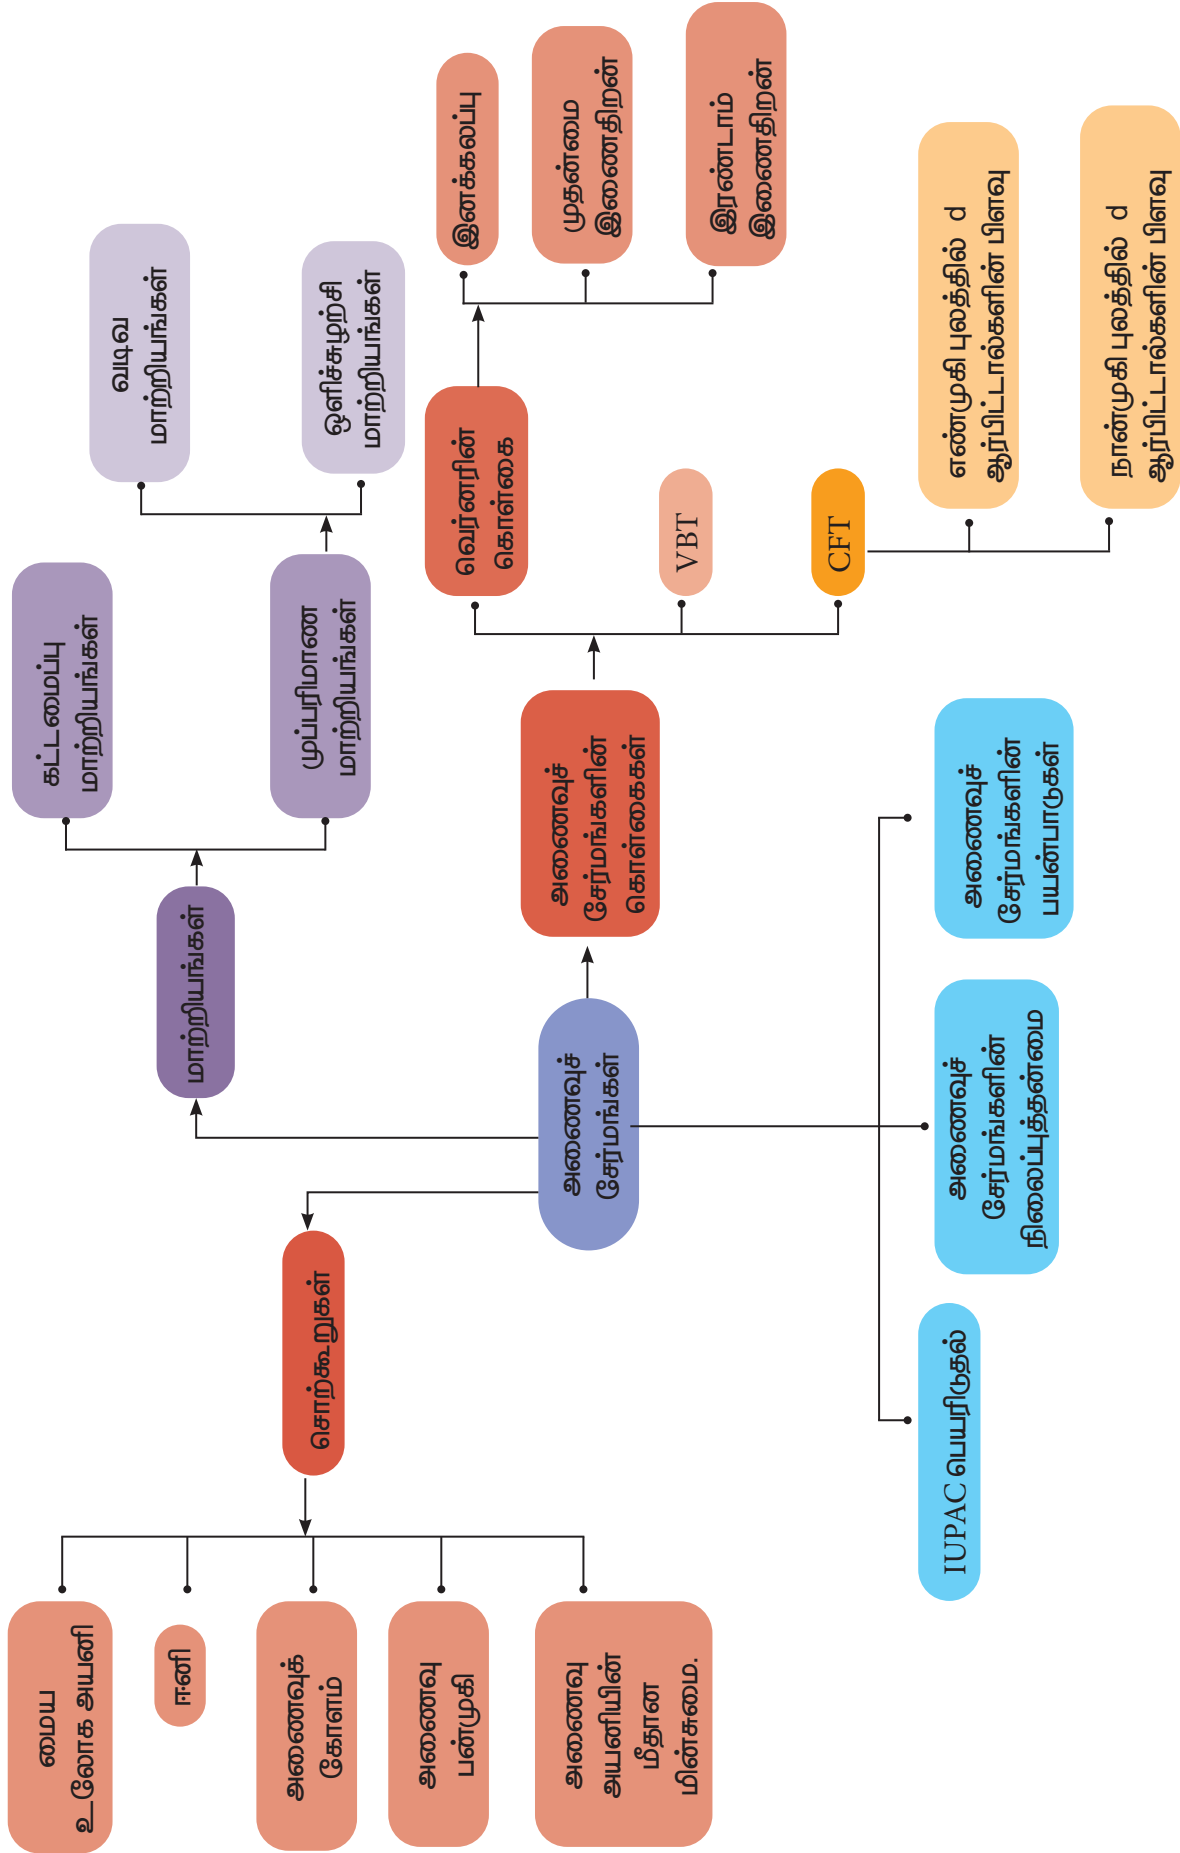 மைய
உலோக அயனி
ஈனி
அணைவுக்
கோளம்
அணைவு
பன்முகி
அணைவு
அயனியின்
மீதான
மின்சுமை.
சொற்கூறுகள்
அணைவுச்
சேர்மங்கள்
மாற்றியங்கள்
கட்டமைப்பு
மாற்றியங்கள்
முப்பரிமாண
மாற்றியங்கள்
வடிவ
மாற்றியங்கள்
ஒளிச்சுழற்சி
மாற்றியங்கள்
அணைவுச்
சேர்மங்களின்
கொள்கைகள்
வெர்னரின்
கொள்கை
VBT
CFT
இனக்கலப்பு
முதன்மை
இணைதிறன்
இரண்டாம்
இணைதிறன்
எண்முகி புலத்தில் d
ஆர்பிட்டால்களின் பிளவு
நான்முகி புலத்தில் d
ஆர்பிட்டால்களின் பிளவு
IUPAC பெயரிடுதல்
அணைவுச்
சேர்மங்களின்
நிலைப்புத்தன்மை
அணைவுச்
சேர்மங்களின்
பயன்பாடுகள்